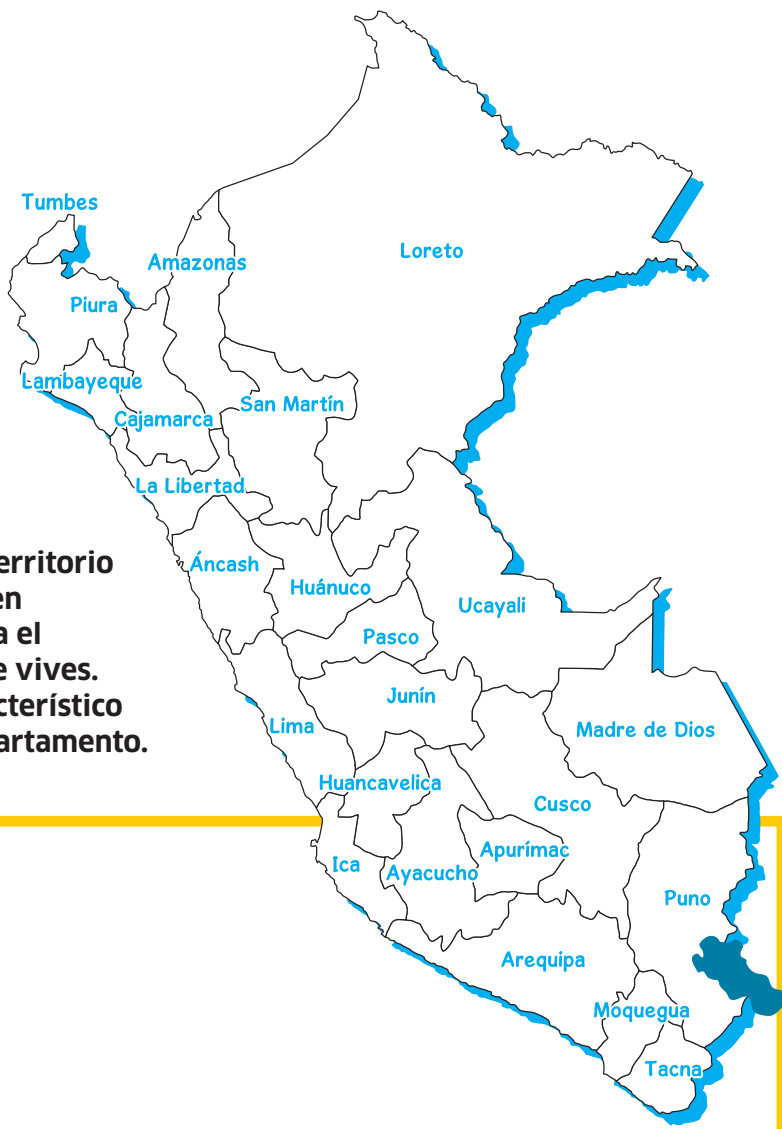 Tumbes
Amazonas
Loreto
Piura
Lambayeque
San Martín
Cajamarca
La Libertad
erritorio
en
a el
e vives.
cterístico
artamento.
Áncash
Huánuco
Ucayali
Pasco
Junín
Lima
Madre de Dios
Huancavelica
Cusco
Apurímac
Ica
Ayacucho
Puno
Arequipa
Moquegua
Tacna